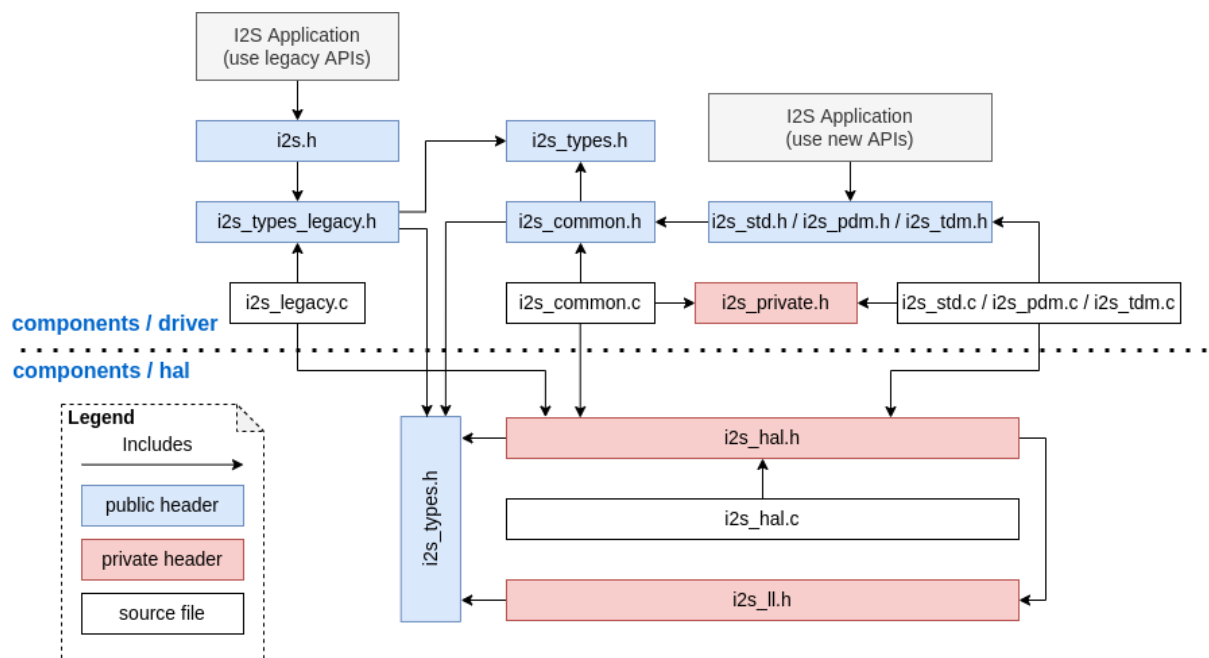 I2S Application
(use legacy APIs)
i2s.h
i2s_types.h
I2S Application
(use new APIs)
i2s_types_legacy.h
i2s_common.h
i2s_std.h / i2s_pdm.h / i2s_tdm.h
i2s_legacy.c
i2s_common.c
i2s_private.h
i2s_std.c / i2s_pdm.c / i2s_tdm.c
components / driver
components / hal
Legend
Includes
public header
private header
source file
i2s_types.h
i2s_hal.h
i2s_hal.c
i2s_ll.h